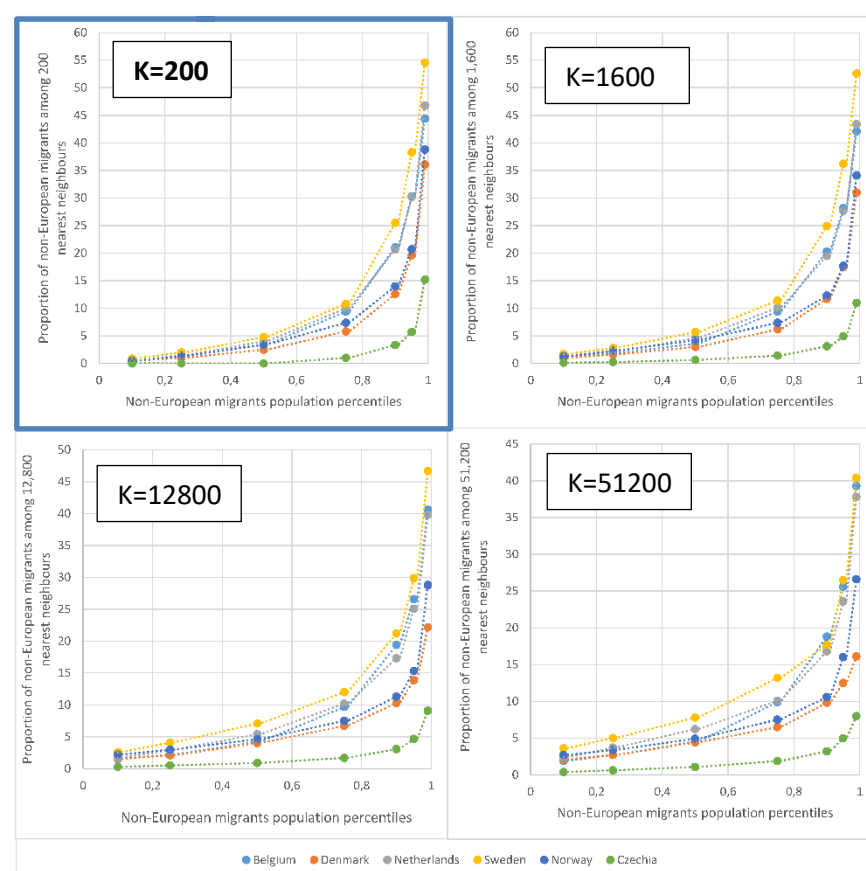 K=200
Proportion of non-European migrants among 200
nearest neighbours
60
55
50
45
40
35
30
25
20
15
10
5
0
0 0,2 0,4 0,6 0,8 1
Non-European migrants population percentiles
K=1600
Proportion of non-European migrants among 1,600
nearest neighbours
60
55
50
45
40
35
30
25
20
15
10
5
0
0 0,2 0,4 0,6 0,8 1
Non-European migrants population percentiles
K=12800
Proportion of non-European migrants among 12,800
nearest neighbours
50
45
40
35
30
25
20
15
10
5
0
0 0,2 0,4 0,6 0,8 1
Non-European migrants population percentiles
K=51200
Proportion of non-European migrants among 51,200
nearest neighbours
45
40
35
30
25
20
15
10
5
0
0 0,2 0,4 0,6 0,8 1
Non-European migrants population percentiles
Belgium Denmark Netherlands Sweden Norway Czechia